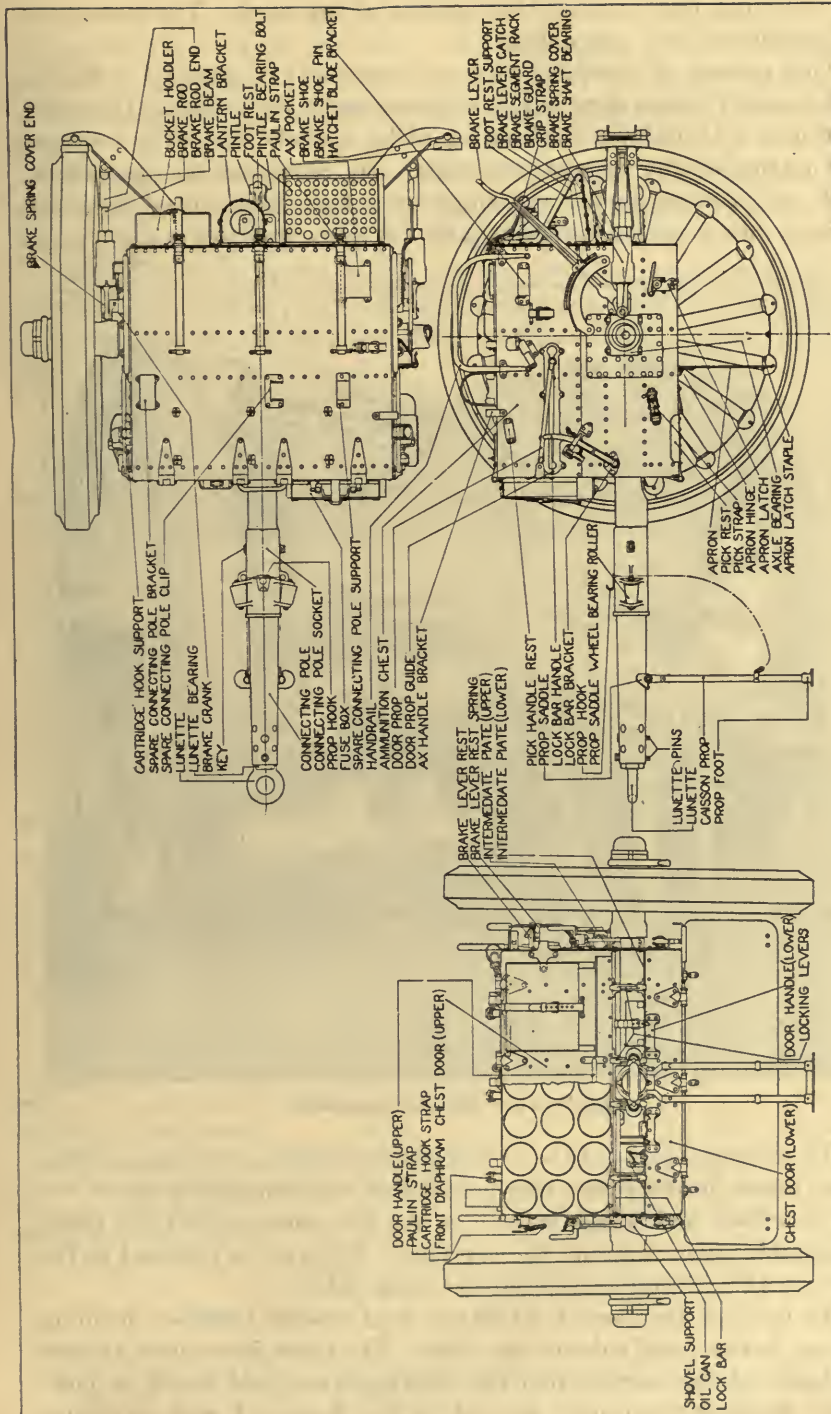 BRAKE SPRING COVER END
BUCKET HOLDLER
BRAKE ROD
BRAKE ROD END
BRAKE BEAM
LANTERN BRACKET
PINTLE
FOOT REST
PINTLE BEARING BOLT
PAULIN STRAP
AX POCKET
BRAKE SHOE
BRAKE SHOE PIN
HATCHET BLADE BRACKET
CARTRIDGE HOOK SUPPORT
SPARE CONNECTING POLE BRACKET
SPARE CONNECTING POLE CLIP
LUNETTE
LUNETTE BEARING
BRAKE CRANK
KEY
CONNECTING POLE
CONNECTING POLE SOCKET
PROP HOOK
FUSE BOX
SPARE CONNECTING POLE SUPPORT
HANDRAIL
AMMUNITION CHEST
DOOR PROP
DOOR PROP GUIDE
AX HANDLE BRACKET
BRAKE LEVER
FOOT REST SUPPORT
BRAKE LEVER CATCH
BRAKE SEGMENT RACK
BRAKE GUARD
GRIP STRAP
BRAKE SPRING COVER
BRAKE SHAFT BEARING
PICK HANDLE REST
PROP SADDLE
LOCK BAR HANDLE
LOCK BAR BRACKET
PROP HOOK
PROP SADDLE WHEEL BEARING ROLLER
APRON
PICK REST
PICK STRAP
APRON HINGE
APRON LATCH
AXLE BEARING
APRON LATCH STAPLE
LUNETTE PINS
LUNETTE
CAISSON PROP
PROP FOOT
BRAKE LEVER REST
BRAKE LEVER REST SPRING
INTERMEDIATE PLATE (UPPER)
INTERMEDIATE PLATE (LOWER)
DOOR HANDLE (UPPER)
PAULIN STRAP
CARTRIDGE HOOK STRAP
FRONT DIAPHRAM CHEST DOOR (UPPER)
DOOR HANDLE (LOWER)
LOCKING LEVERS
CHEST DOOR (LOWER)
SHOVEL SUPPORT
OIL CAN
LOCK BAR